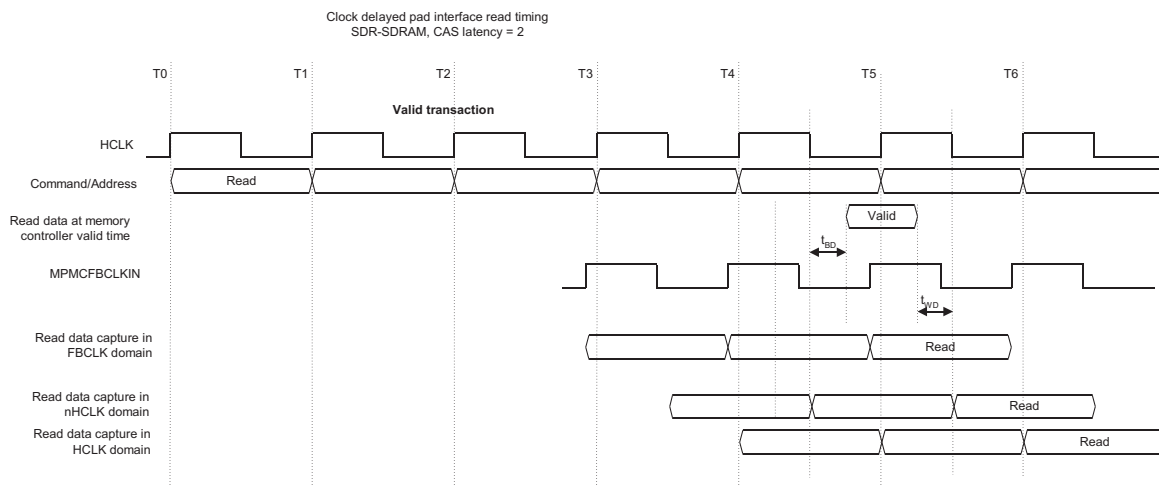 Clock delayed pad interface read timing
SDR-SDRAM, CAS latency = 2
T0 T1 T2 T3 T4 T5 T6
Valid transaction
HCLK
Command/Address Read
Read data at memory
controller valid time
Valid
tBD
MPMCFBCLKIN
tWD
Read data capture in
FBCLK domain
Read
Read data capture in
nHCLK domain
Read
Read data capture in
HCLK domain
Read